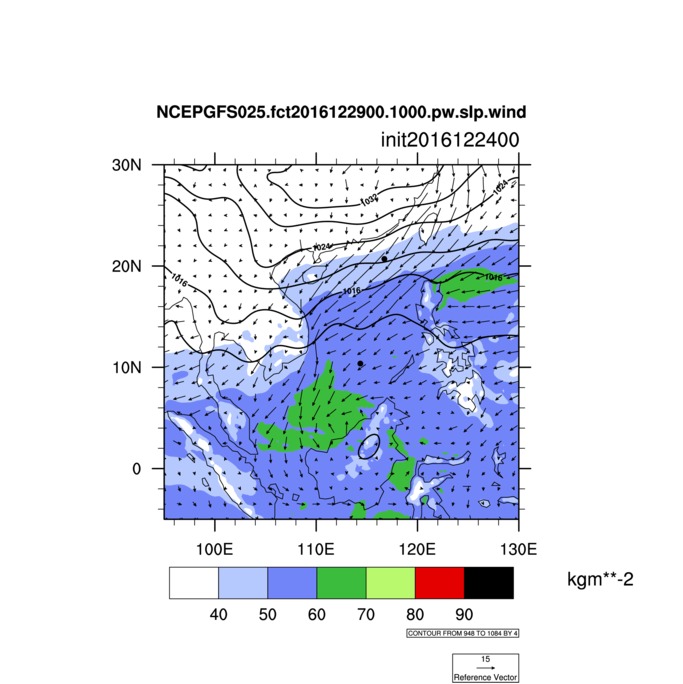 NCEPGFS025.fct2016122900.1000.pw.slp.wind
init2016122400
30N
20N
10N
0
1032
1024
1024
1016
1016
1016
100E
110E
120E
130E
kgm**-2
40
50
60
70
80
90
CONTOUR FROM 948 TO 1084 BY 4
15
Reference Vector